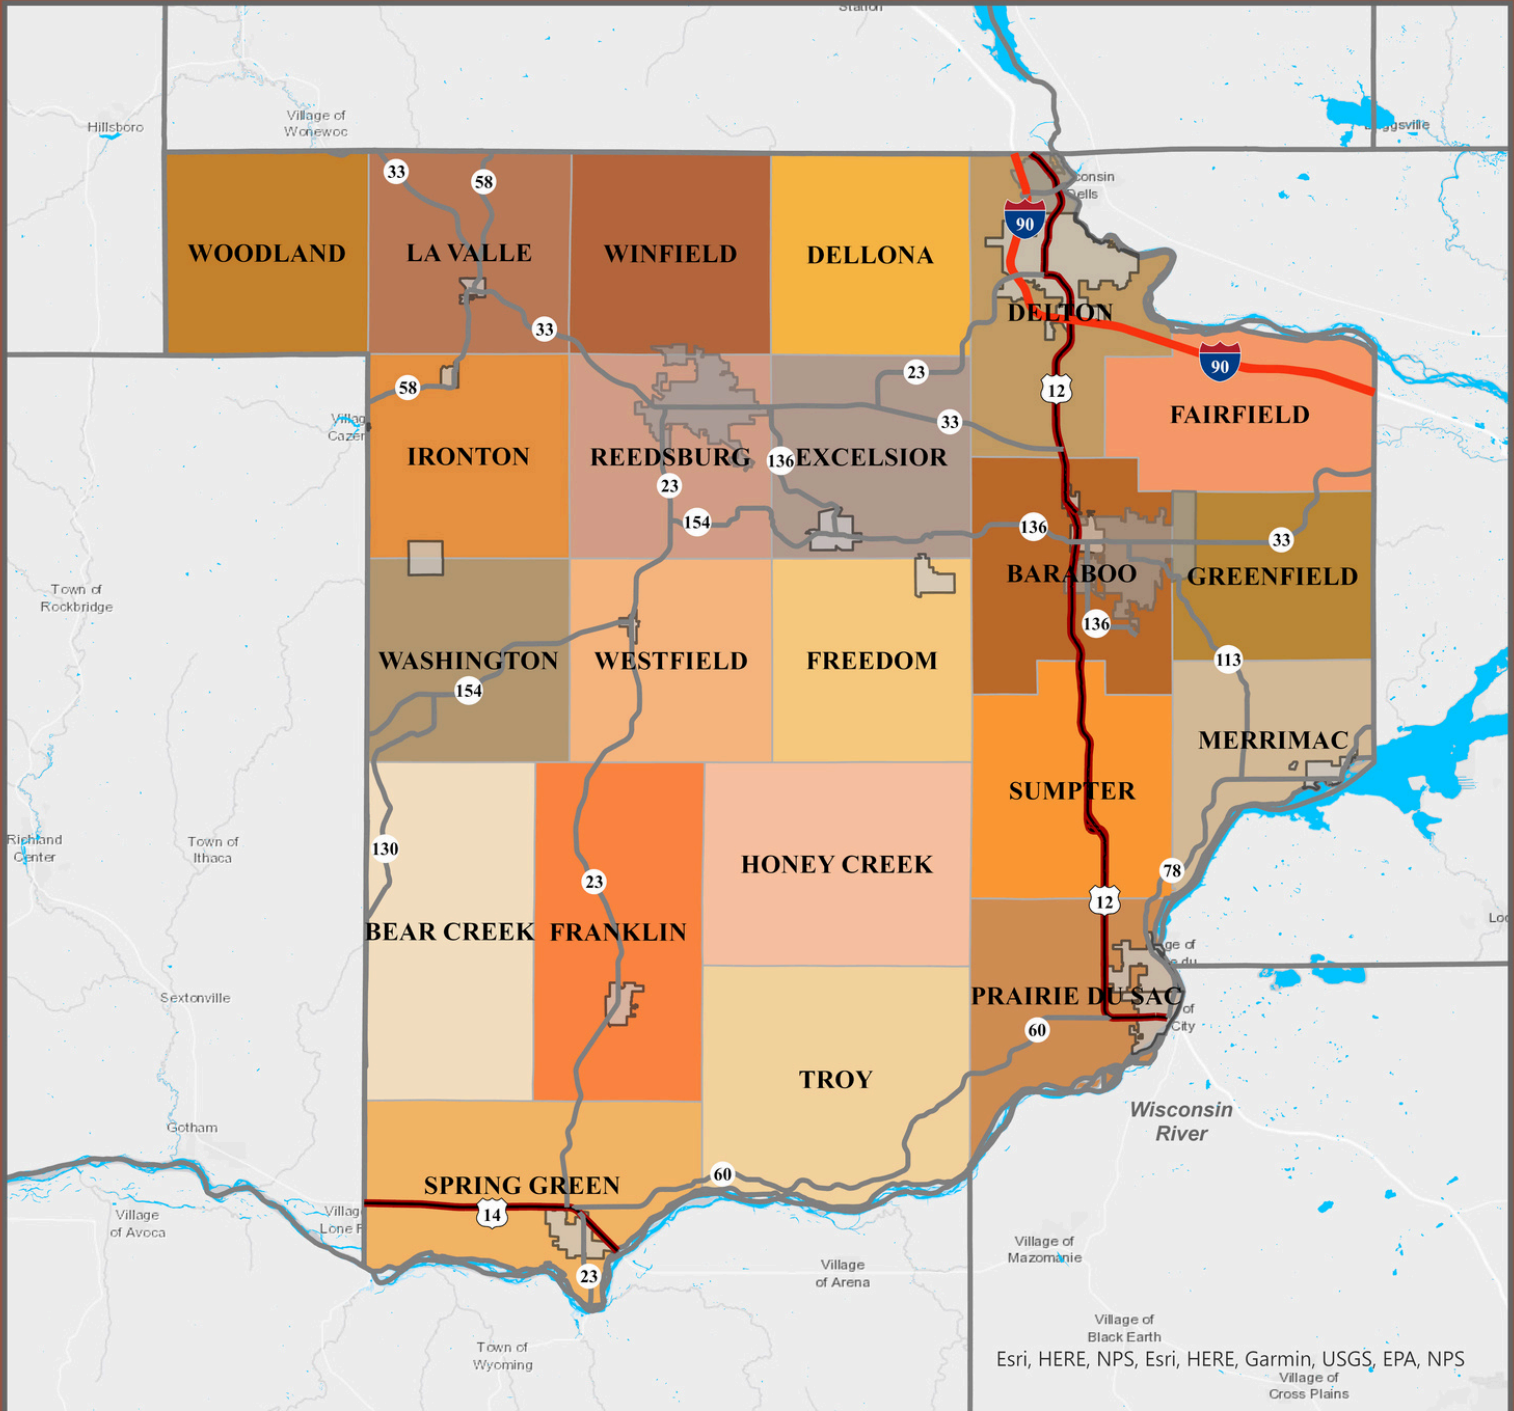 Station
Hillsboro
Village of
Wonewoc
33
58
90
WOODLAND
LA VALLE
WINFIELD
DELLONA
33
DELTON
90
23
12
58
FAIRFIELD
33
IRONTON
REEDSBURG
136
EXCELSIOR
23
154
136
33
BARABOO
GREENFIELD
Town of
Rockbridge
136
WASHINGTON
WESTFIELD
FREEDOM
113
154
MERRIMAC
SUMPTER
Richland
Center
Town of
Ithaca
130
HONEY CREEK
78
23
12
BEAR CREEK
FRANKLIN
PRAIRIE DU SAC
Sextonville
60
TROY
Wisconsin
River
Gotham
60
SPRING GREEN
14
Village
of Avoca
23
Village
of Arena
Village of
Mazomanie
Town of
Wyoming
Village of
Black Earth
Esri, HERE, NPS, Esri, HERE, Garmin, USGS, EPA, NPS
Village of
Cross Plains